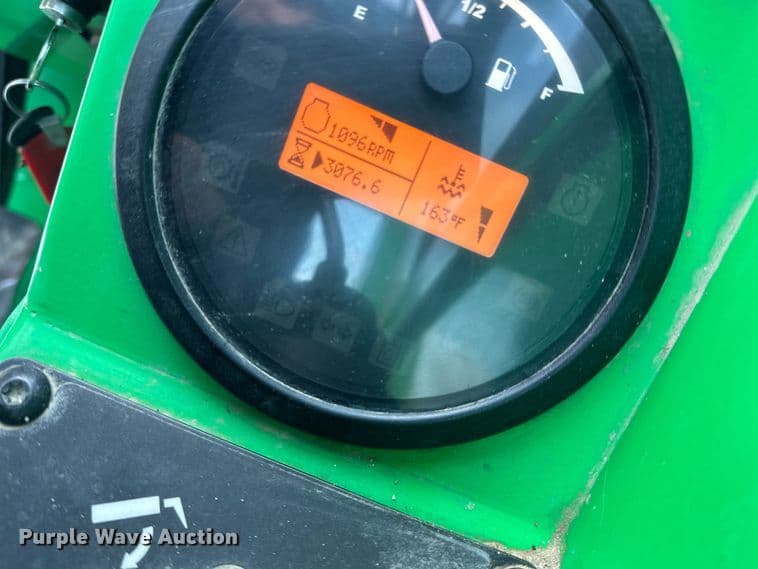 E 1/2 F
1096RPM
3076.6
163°F
Purple Wave Auction